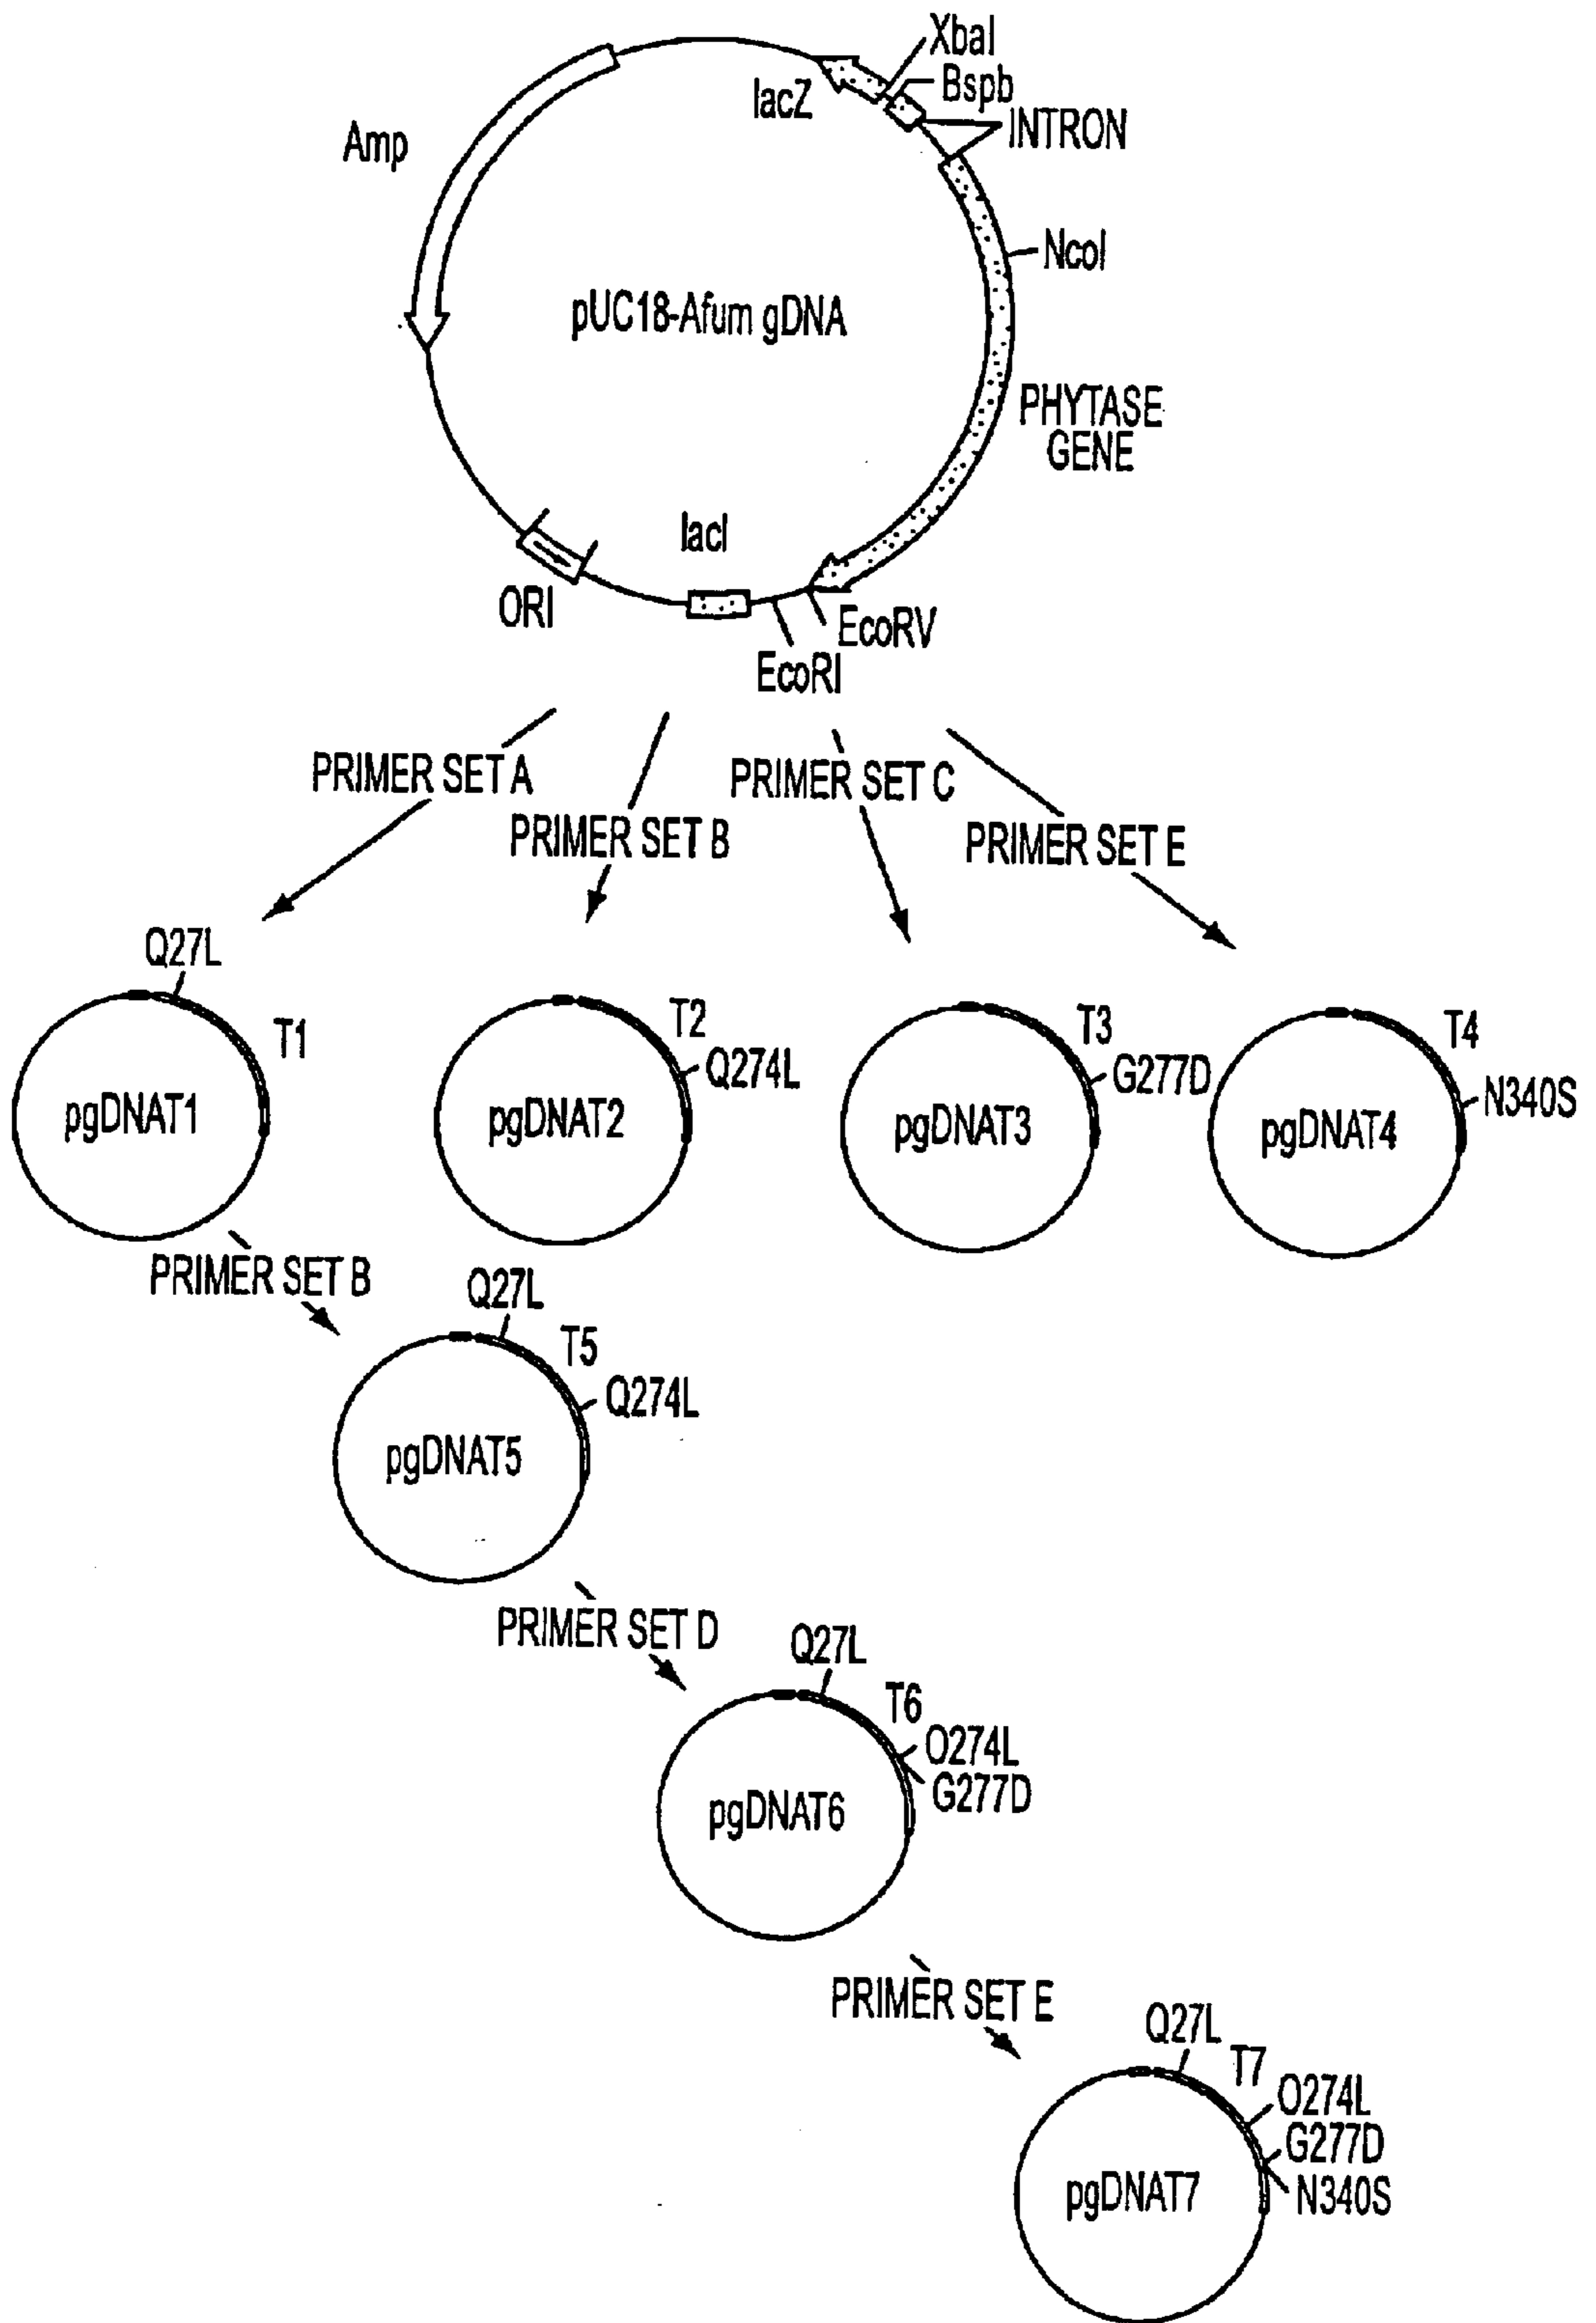 XbaI
Bspb
lacZ
INTRON
Amp
NcoI
pUC18-Afum gDNA
PHYTASE
GENE
lacI
ORI
EcoRV
EcoRI
PRIMER SET A
PRIMER SET C
PRIMER SET B
PRIMER SET E
Q27L
T1
T2
T3
T4
Q274L
G277D
N340S
pgDNAT1
pgDNAT2
pgDNAT3
pgDNAT4
PRIMER SET B
Q27L
T5
Q274L
pgDNAT5
PRIMER SET D
Q27L
T6
O274L
G277D
pgDNAT6
PRIMER SET E
Q27L
T7
O274L
G277D
N340S
pgDNAT7